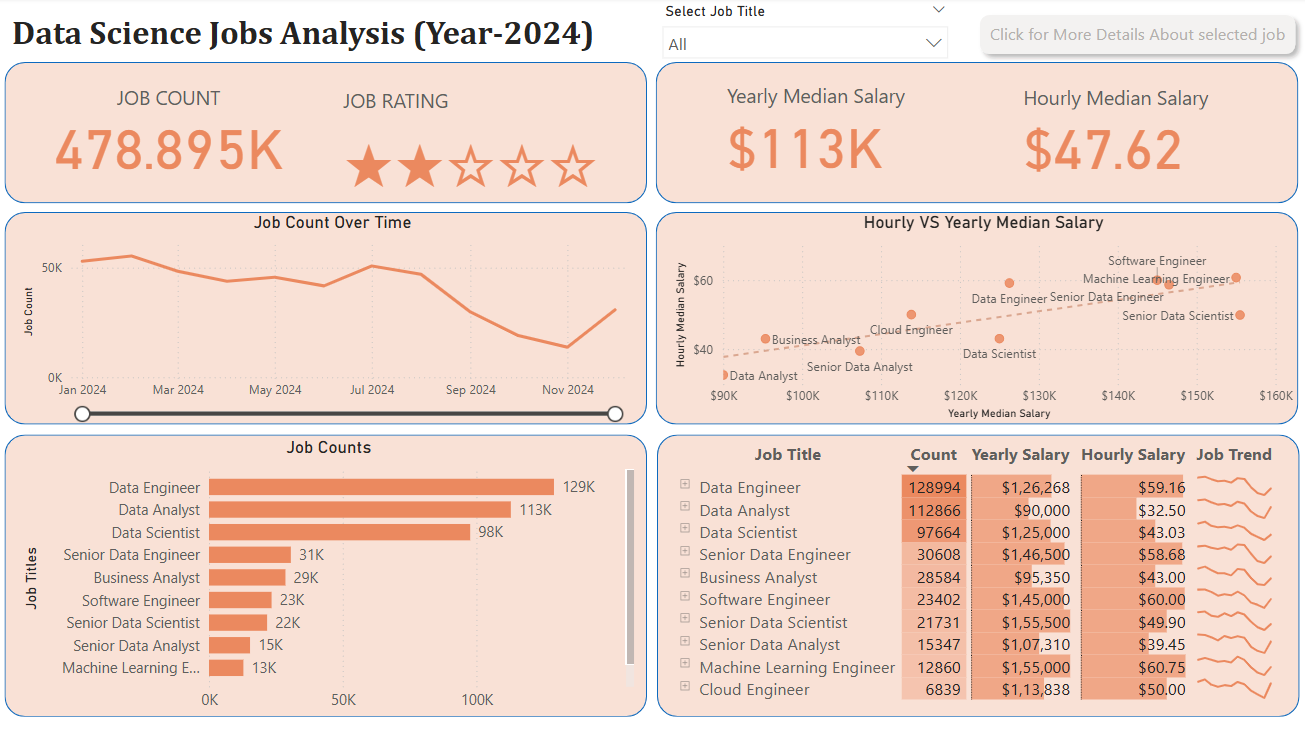 Data Science Jobs Analysis (Year-2024)
Select Job Title
All
Click for More Details About selected job
JOB COUNT
478.895K
JOB RATING
Yearly Median Salary
$113K
Hourly Median Salary
$47.62
Job Count Over Time
Job Count
50K
0K
Jan 2024 Mar 2024 May 2024 Jul 2024 Sep 2024 Nov 2024
Hourly VS Yearly Median Salary
Hourly Median Salary
$60
$40
Software Engineer
Machine Learning Engineer
Data Engineer
Senior Data Engineer
Senior Data Scientist
Cloud Engineer
Business Analyst
Data Scientist
Senior Data Analyst
Data Analyst
$90K $100K $110K $120K $130K $140K $150K $160K
Yearly Median Salary
Job Counts
Job Titles
Data Engineer 129K
Data Analyst 113K
Data Scientist 98K
Senior Data Engineer 31K
Business Analyst 29K
Software Engineer 23K
Senior Data Scientist 22K
Senior Data Analyst 15K
Machine Learning E... 13K
0K 50K 100K
Job Title Count Yearly Salary Hourly Salary Job Trend
Data Engineer 128994 $1,26,268 $59.16
Data Analyst 112866 $90,000 $32.50
Data Scientist 97664 $1,25,000 $43.03
Senior Data Engineer 30608 $1,46,500 $58.68
Business Analyst 28584 $95,350 $43.00
Software Engineer 23402 $1,45,000 $60.00
Senior Data Scientist 21731 $1,55,500 $49.90
Senior Data Analyst 15347 $1,07,310 $39.45
Machine Learning Engineer 12860 $1,55,000 $60.75
Cloud Engineer 6839 $1,13,838 $50.00